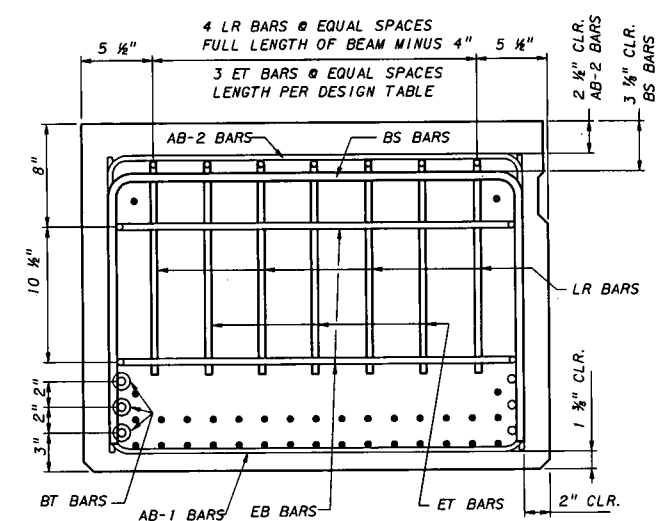 4 LR BARS @ EQUAL SPACES
FULL LENGTH OF BEAM MINUS 4"
5 ½"
5 ½"
3 ET BARS @ EQUAL SPACES
LENGTH PER DESIGN TABLE
2 ½" CLR.
AB-2 BARS
3 ⅛" CLR.
BS BARS
AB-2 BARS
BS BARS
8"
10 ½"
LR BARS
2"
2"
3"
1 ¾" CLR.
BT BARS
AB-1 BARS
EB BARS
ET BARS
2" CLR.